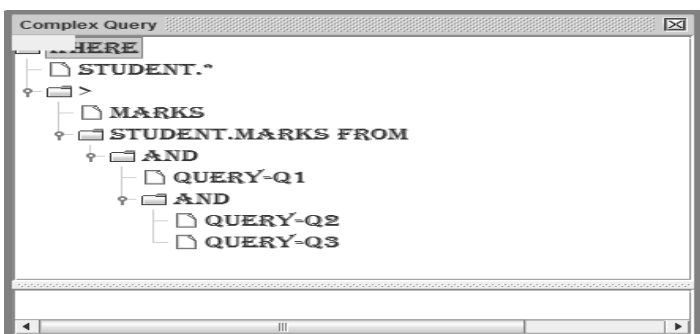 Complex Query
WHERE
STUDENT.*
>
MARKS
STUDENT.MARKS FROM
AND
QUERY-Q1
AND
QUERY-Q2
QUERY-Q3